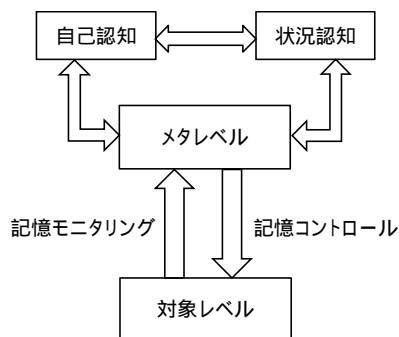 自己認知
状況認知
メタレベル
記憶モニタリング
記憶コントロール
対象レベル